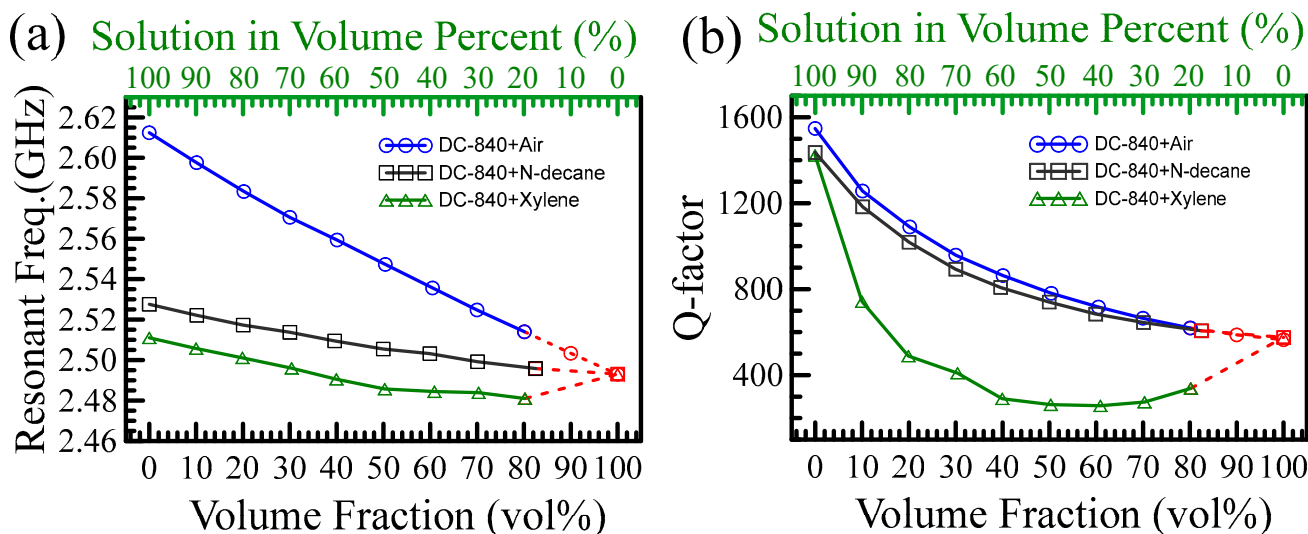 (a) Solution in Volume Percent (%)
100 90 80 70 60 50 40 30 20 10 0
Resonant Freq.(GHz)
2.62
2.60
2.58
2.56
2.54
2.52
2.50
2.48
2.46
DC-840+Air
DC-840+N-decane
DC-840+Xylene
0 10 20 30 40 50 60 70 80 90 100
Volume Fraction (vol%)
(b) Solution in Volume Percent (%)
100 90 80 70 60 50 40 30 20 10 0
Q-factor
1600
1200
800
400
DC-840+Air
DC-840+N-decane
DC-840+Xylene
0 10 20 30 40 50 60 70 80 90 100
Volume Fraction (vol%)